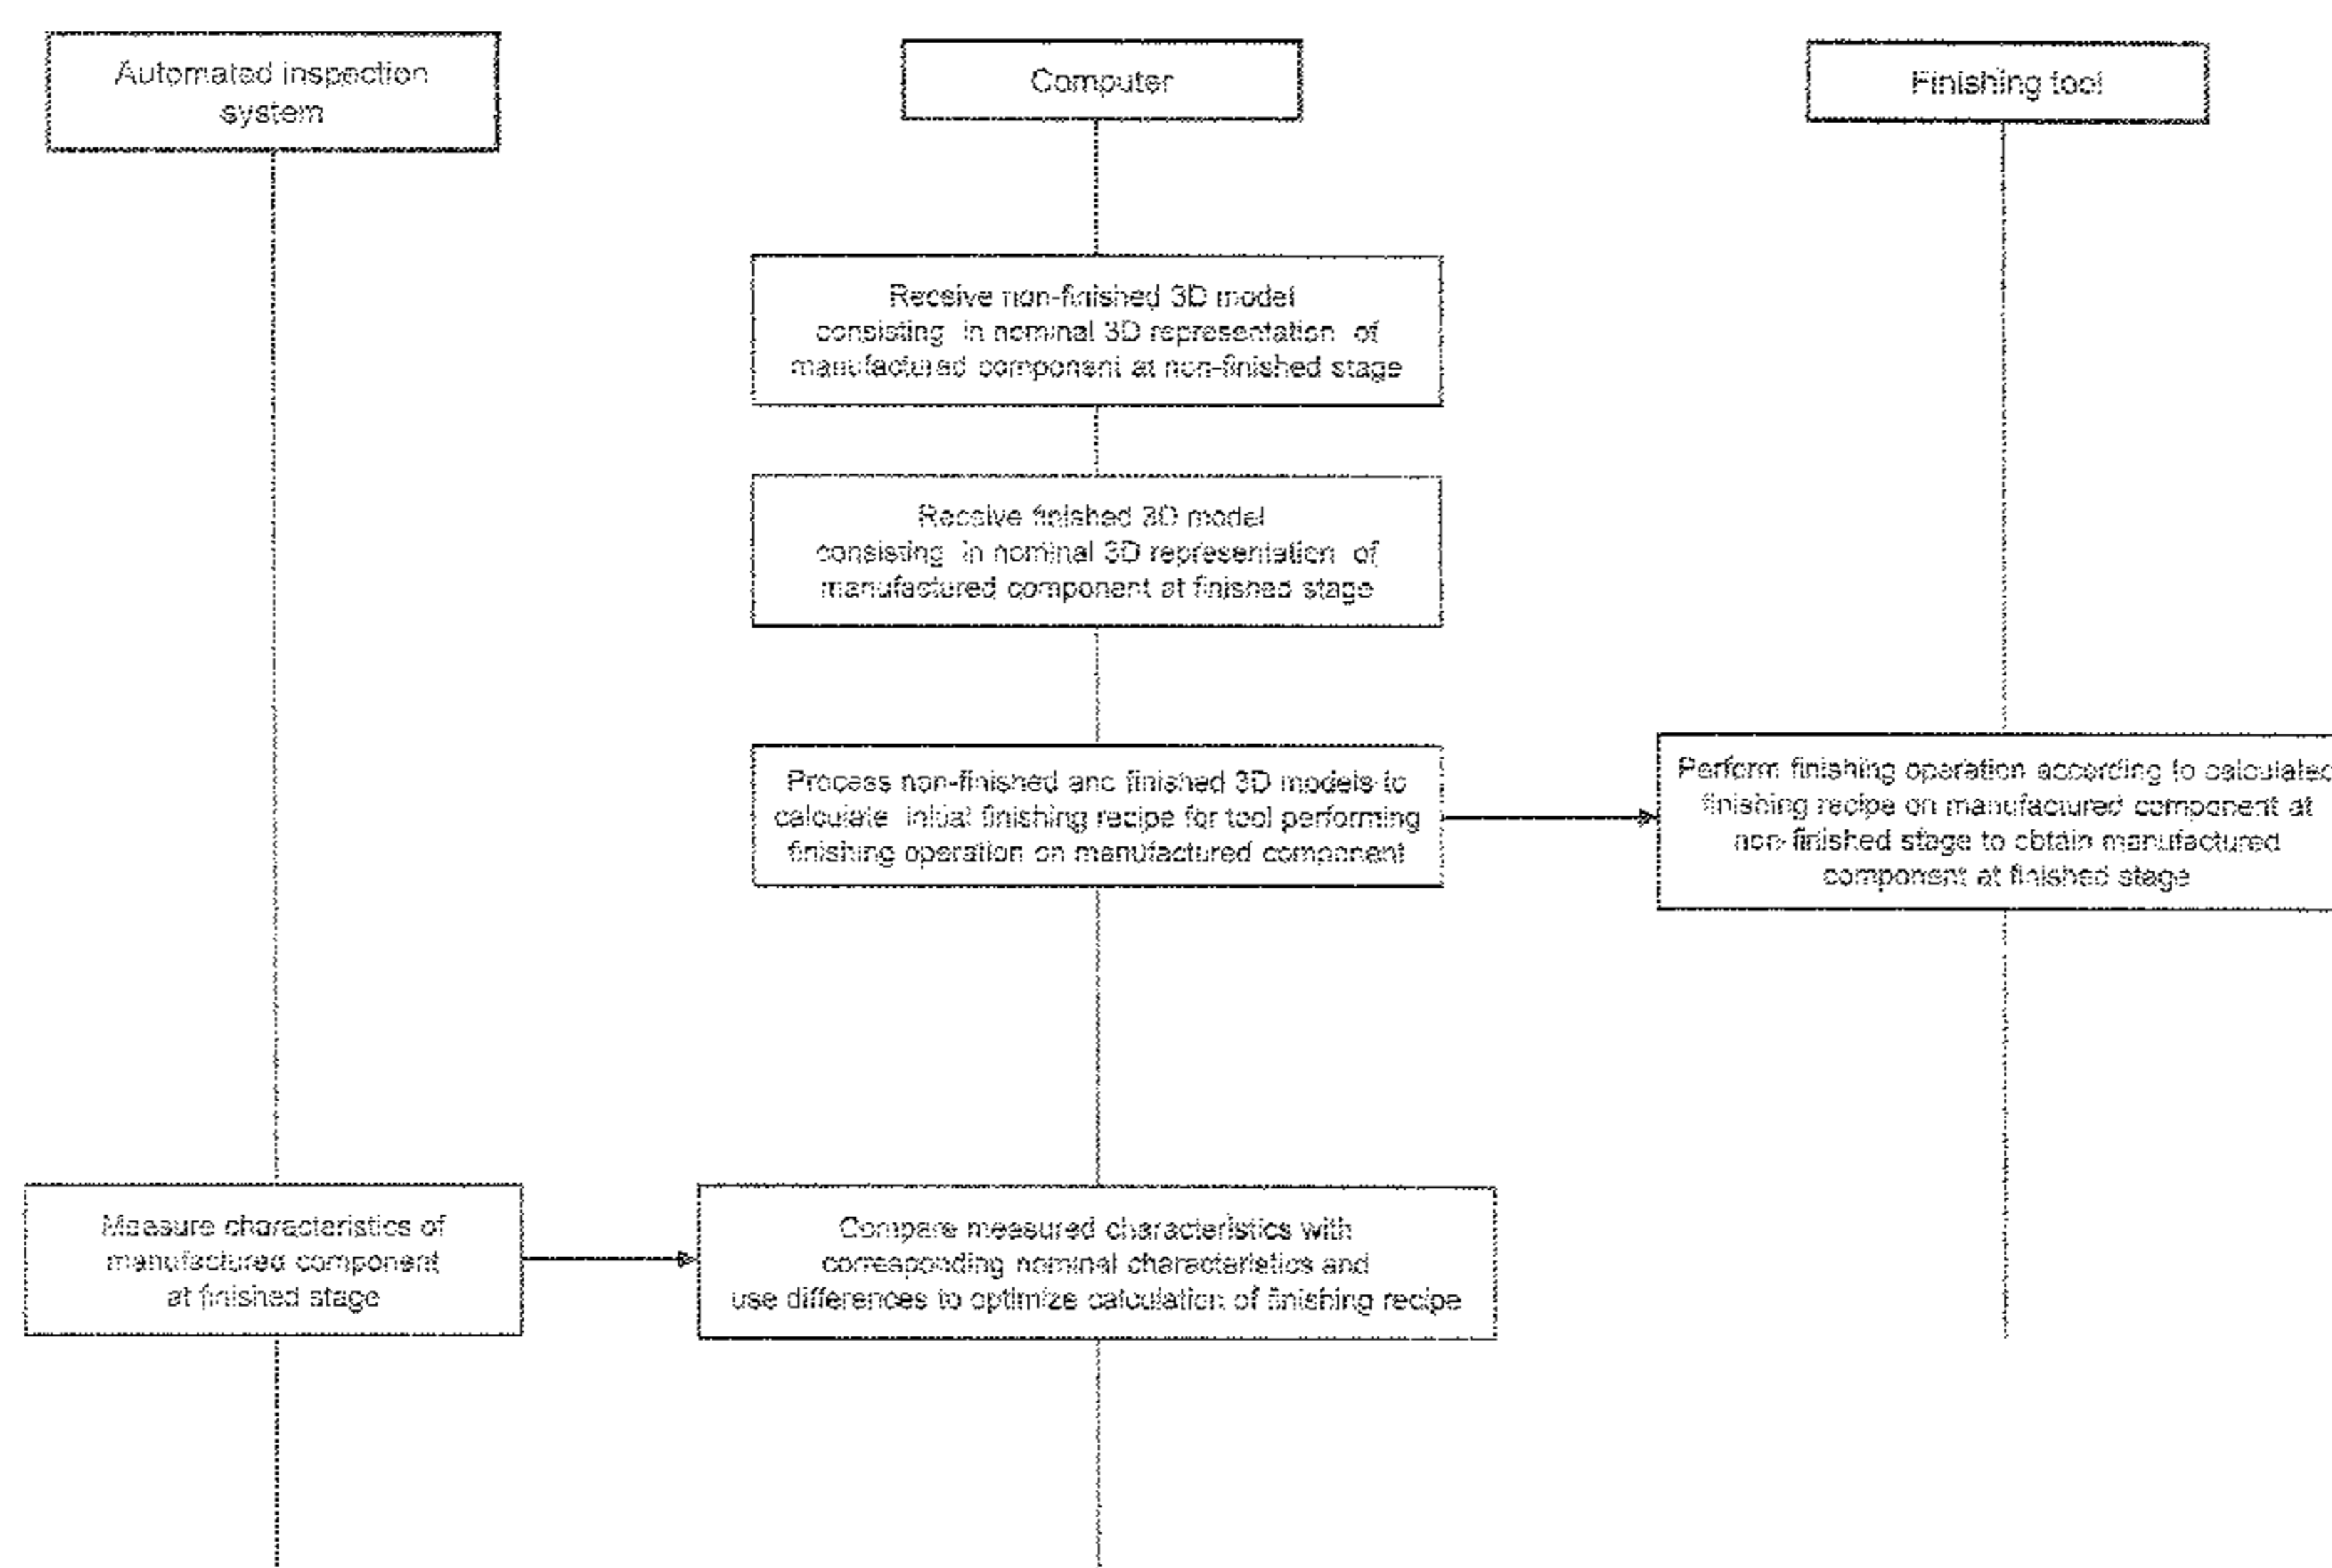 Automated inspection
system
Computer
Finishing tool
Receive non-finished 3D model
consisting in nominal 3D representation of
manufactured component at non-finished stage
Receive finished 3D model
consisting in nominal 3D representation of
manufactured component at finished stage
Process non-finished and finished 3D models to
calculate initial finishing recipe for tool performing
finishing operation on manufactured component
Perform finishing operation according to calculated
finishing recipe on manufactured component at
non-finished stage to obtain manufactured
component at finished stage
Measure characteristics of
manufactured component
at finished stage
Compare measured characteristics with
corresponding nominal characteristics and
use differences to optimize calculation of finishing recipe